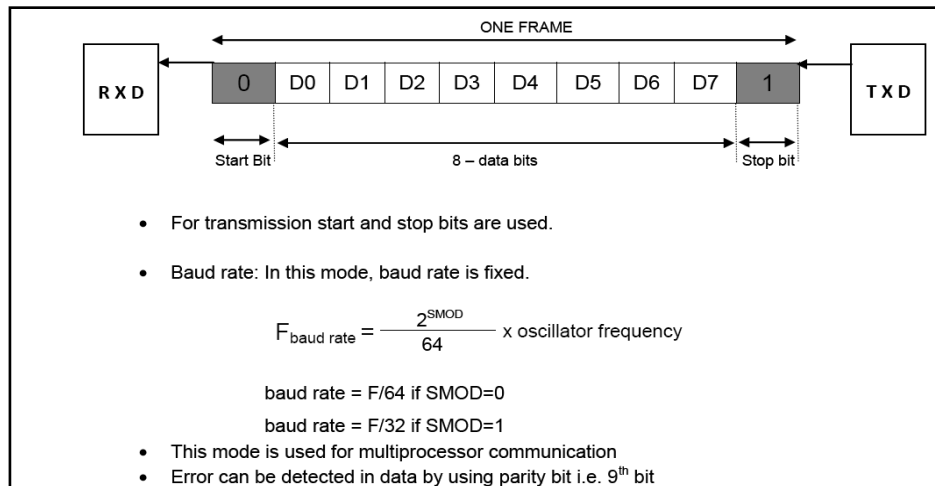 ONE FRAME
R X D
0 D0 D1 D2 D3 D4 D5 D6 D7 1
T X D
Start Bit
8 – data bits
Stop bit
• For transmission start and stop bits are used.
• Baud rate: In this mode, baud rate is fixed.
F baud rate = 2^SMOD / 64 x oscillator frequency
baud rate = F/64 if SMOD=0
baud rate = F/32 if SMOD=1
• This mode is used for multiprocessor communication
• Error can be detected in data by using parity bit i.e. 9th bit